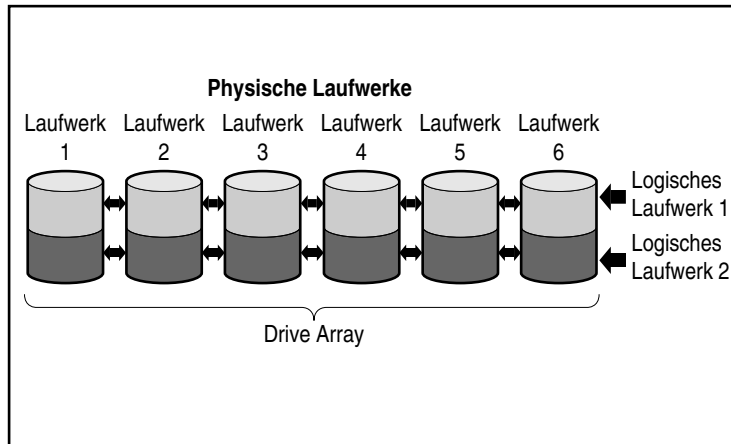 Physische Laufwerke
Laufwerk Laufwerk Laufwerk Laufwerk Laufwerk Laufwerk
1 2 3 4 5 6
Logisches
Laufwerk 1
Logisches
Laufwerk 2
Drive Array